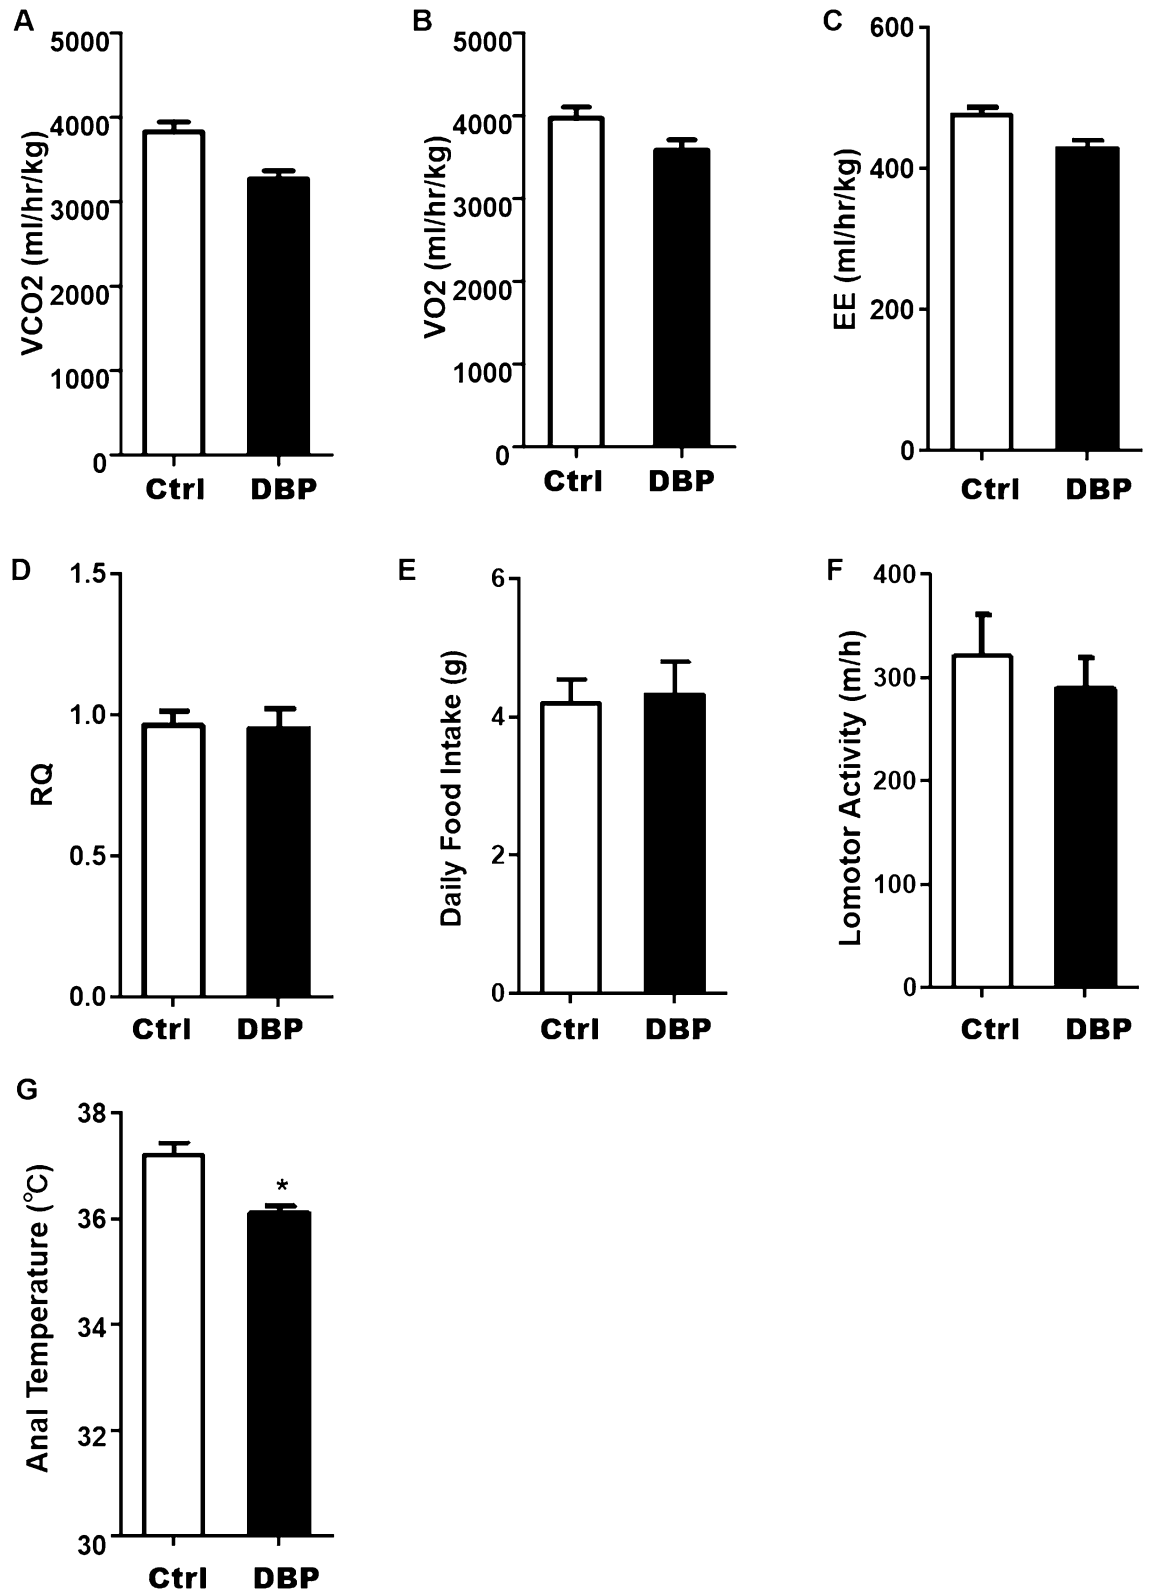 A
5000
4000
3000
2000
1000
0
VCO2 (ml/hr/kg)
Ctrl DBP
B
5000
4000
3000
2000
1000
0
VO2 (ml/hr/kg)
Ctrl DBP
C
600
400
200
0
EE (ml/hr/kg)
Ctrl DBP
D
1.5
1.0
0.5
0.0
RQ
Ctrl DBP
E
6
4
2
0
Daily Food Intake (g)
Ctrl DBP
F
400
300
200
100
0
Lomotor Activity (m/h)
Ctrl DBP
G
38
36
34
32
30
Anal Temperature (°C)
*
Ctrl DBP